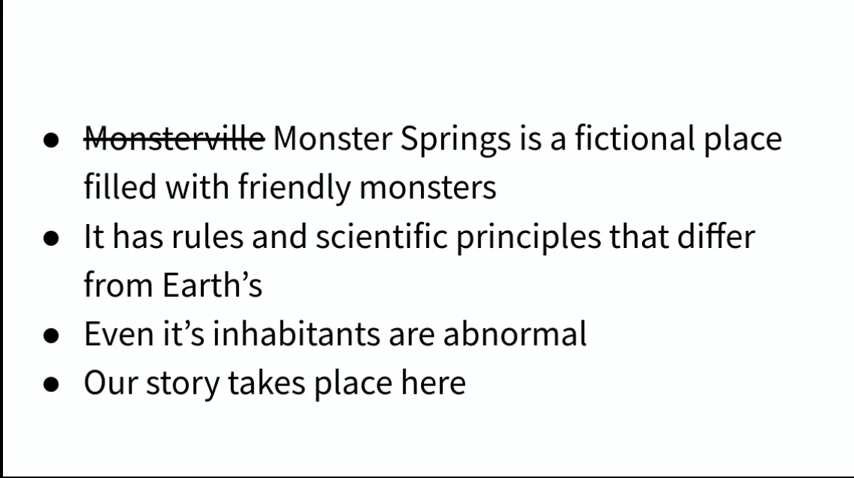 ● Monsterville Monster Springs is a fictional place
filled with friendly monsters
● It has rules and scientific principles that differ
from Earth’s
● Even it’s inhabitants are abnormal
● Our story takes place here